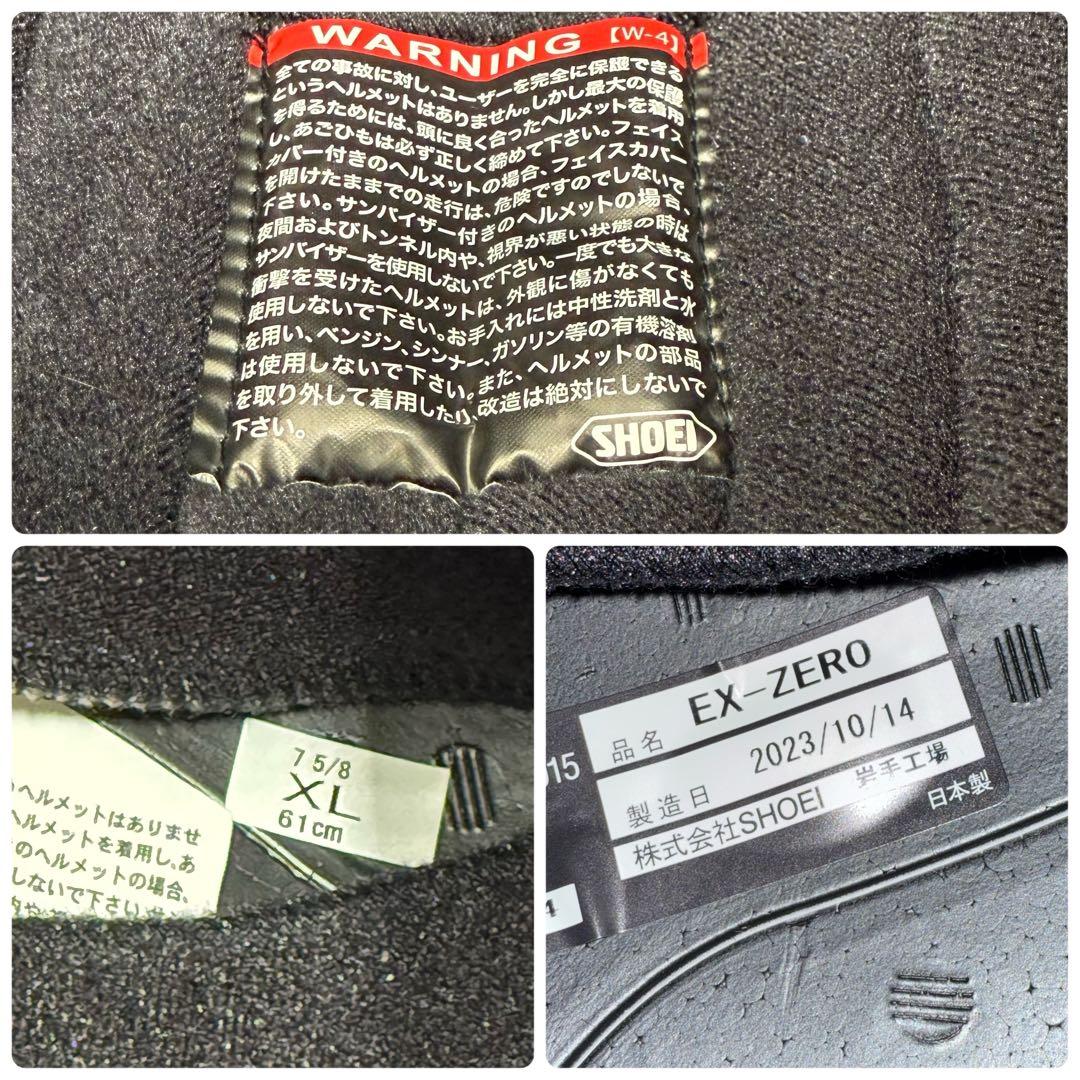 WARNING【W-4】
全ての事故に対し、ユーザーを完全に保護できる
というヘルメットはありません。しかし最大の保護
を得るためには、頭に良く合ったヘルメットを着用
し、あごひもは必ず正しく締めて下さい。フェイス
カバー付きのヘルメットの場合、フェイスカバー
を開けたままでの走行は、危険ですのでしないで
下さい。サンバイザー付きのヘルメットの場合、
夜間およびトンネル内や、視界が悪い状態の時は
サンバイザーを使用しないで下さい。一度でも大きな
衝撃を受けたヘルメットは、外観に傷がなくても
使用しないで下さい。お手入れには中性洗剤と水
を用い、ベンジン、シンナー、ガソリン等の有機溶剤
は使用しないで下さい。また、ヘルメットの部品
を取り外して着用したり、改造は絶対にしないで
下さい。
SHOEI
7 5/8
XL
61cm
ヘルメットはありませ
ヘルメットを着用し、あ
のヘルメットの場合、
しないで下さい
EX-ZERO
品名
2023/10/14
製造日
株式会社SHOEI 岩手工場
日本製
015
4